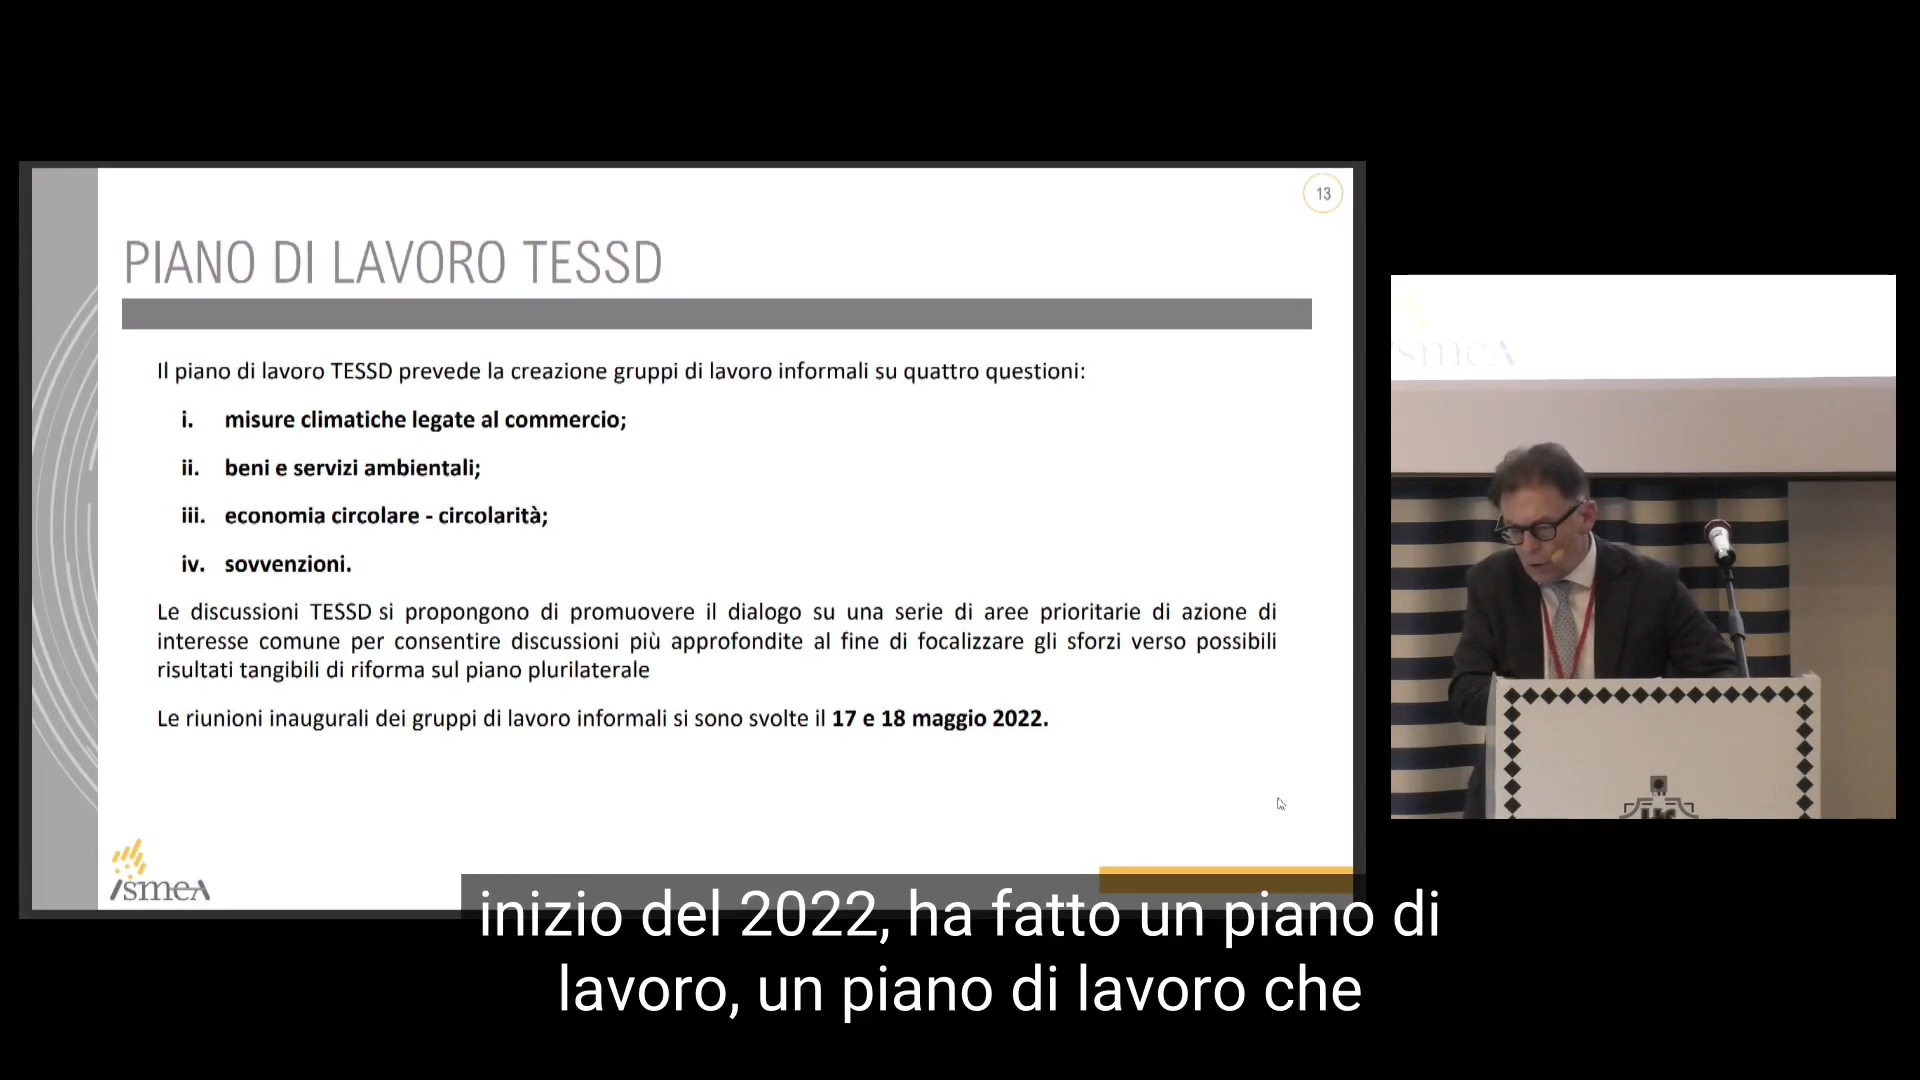 13
PIANO DI LAVORO TESSD
Il piano di lavoro TESSD prevede la creazione gruppi di lavoro informali su quattro questioni:
i. misure climatiche legate al commercio;
ii. beni e servizi ambientali;
iii. economia circolare - circolarità;
iv. sovvenzioni.
Le discussioni TESSD si propongono di promuovere il dialogo su una serie di aree prioritarie di azione di
interesse comune per consentire discussioni più approfondite al fine di focalizzare gli sforzi verso possibili
risultati tangibili di riforma sul piano plurilaterale
Le riunioni inaugurali dei gruppi di lavoro informali si sono svolte il 17 e 18 maggio 2022.
ismeA
smeA
inizio del 2022, ha fatto un piano di
lavoro, un piano di lavoro che